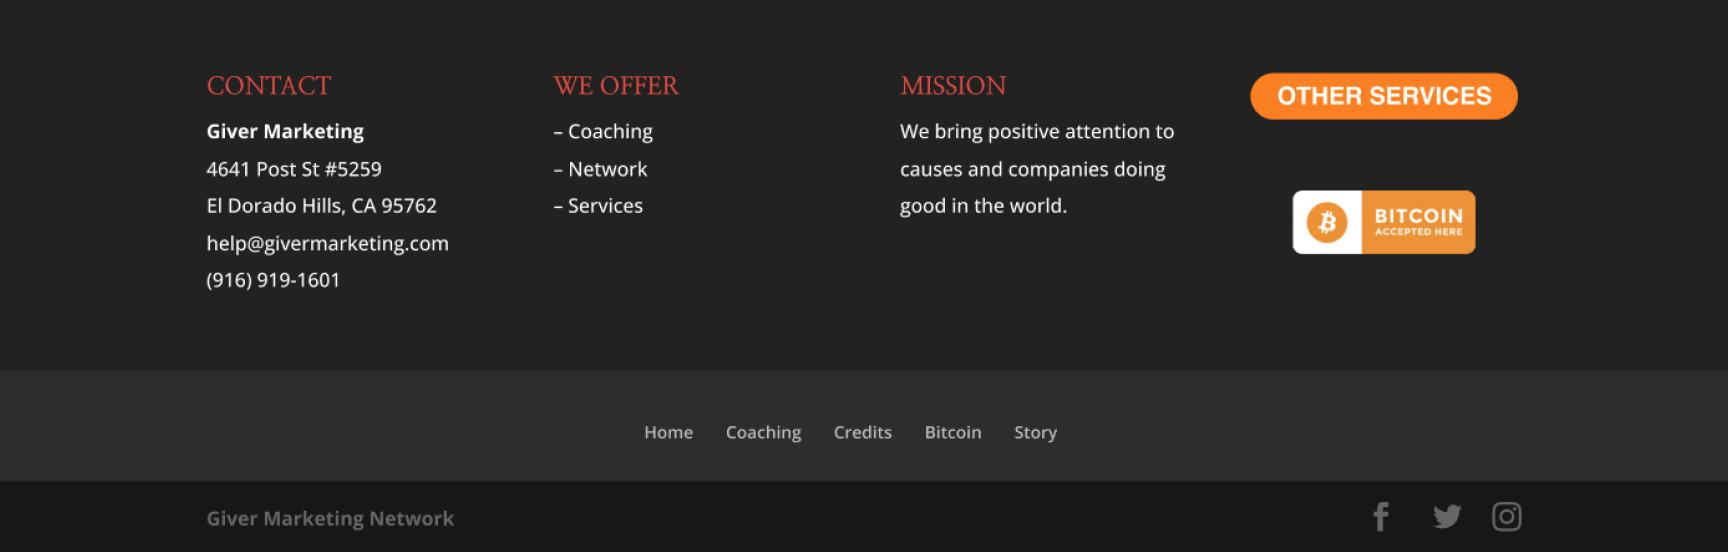 CONTACT
Giver Marketing
4641 Post St #5259
El Dorado Hills, CA 95762
help@givermarketing.com
(916) 919-1601
WE OFFER
– Coaching
– Network
– Services
MISSION
We bring positive attention to
causes and companies doing
good in the world.
OTHER SERVICES
BITCOIN
ACCEPTED HERE
Home Coaching Credits Bitcoin Story
Giver Marketing Network